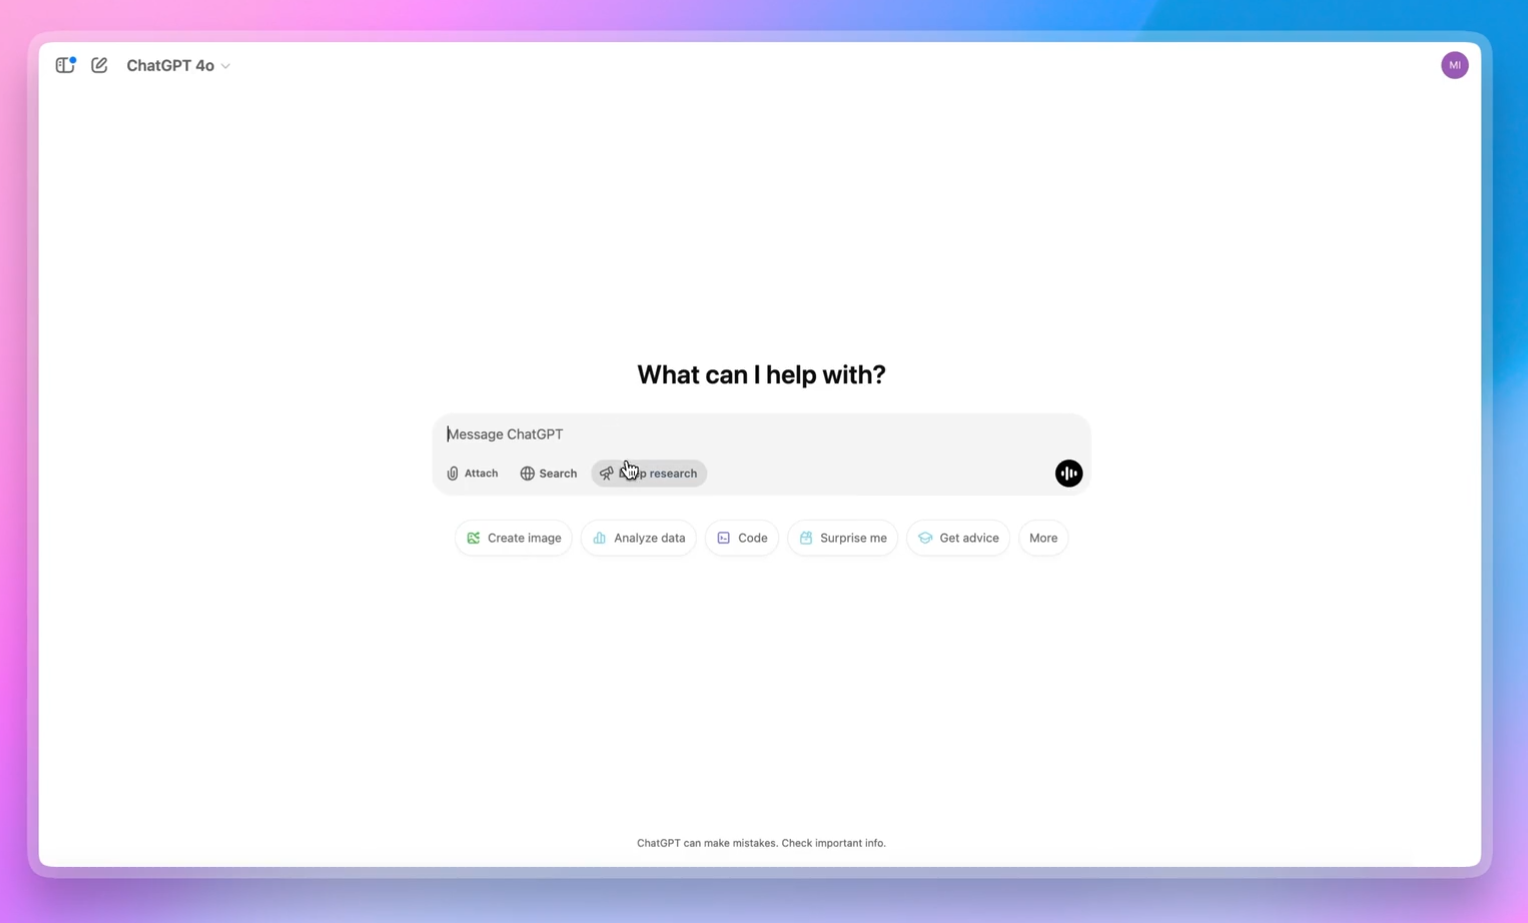 ChatGPT 4o
MI
What can I help with?
Message ChatGPT
Attach
Search
research
Create image
Analyze data
Code
Surprise me
Get advice
More
ChatGPT can make mistakes. Check important info.